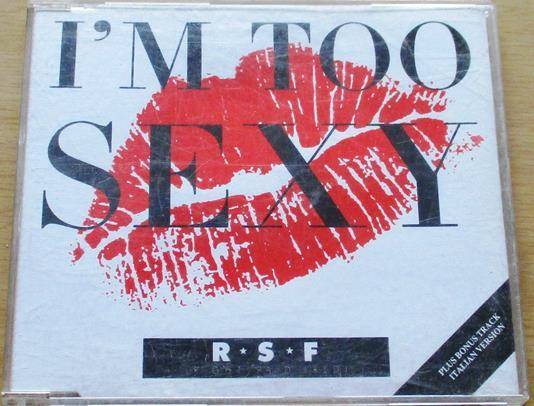 I'M TOO
SEXY
R★S★F
PLUS BONUS TRACK
ITALIAN VERSION